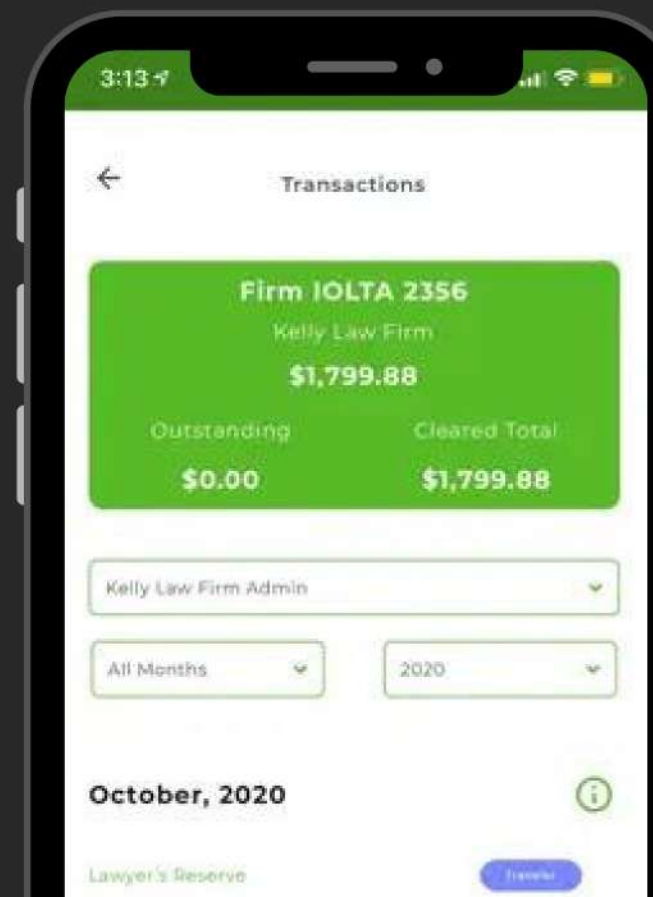 3:13
Transactions
Firm IOLTA 2356
Kelly Law Firm
$1,799.88
Outstanding Cleared Total
$0.00 $1,799.88
Kelly Law Firm Admin
All Months 2020
October, 2020
Lawyer's Reserve Transfer